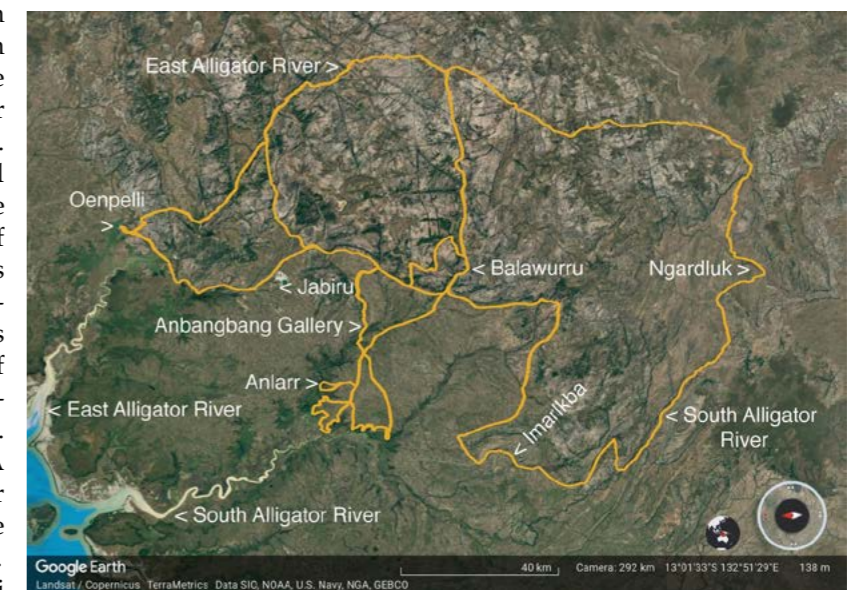 East Alligator River >
Oenpelli
>
< Balawurru
Ngardluk >
< Jabiru
Anbangbang Gallery >
Anlarr >
< Imarlkba
< East Alligator River
< South Alligator
River
< South Alligator River
Google Earth
40 km
Camera: 292 km 13°01'33"S 132°51'29"E 138 m
Landsat / Copernicus TerraMetrics Data SIO, NOAA, U.S. Navy, NGA, GEBCO